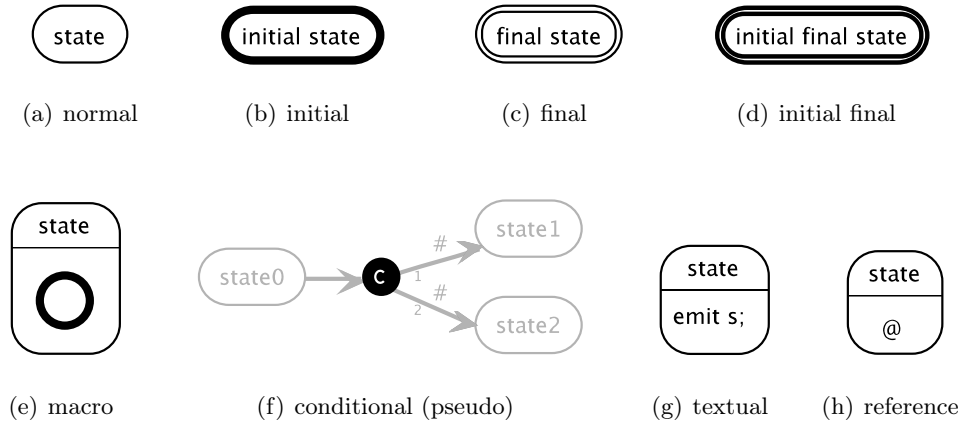 state
initial state
final state
initial final state
(a) normal
(b) initial
(c) final
(d) initial final
state
state0
C
#
1
#
2
state1
state2
state
emit s;
state
@
(e) macro
(f) conditional (pseudo)
(g) textual
(h) reference